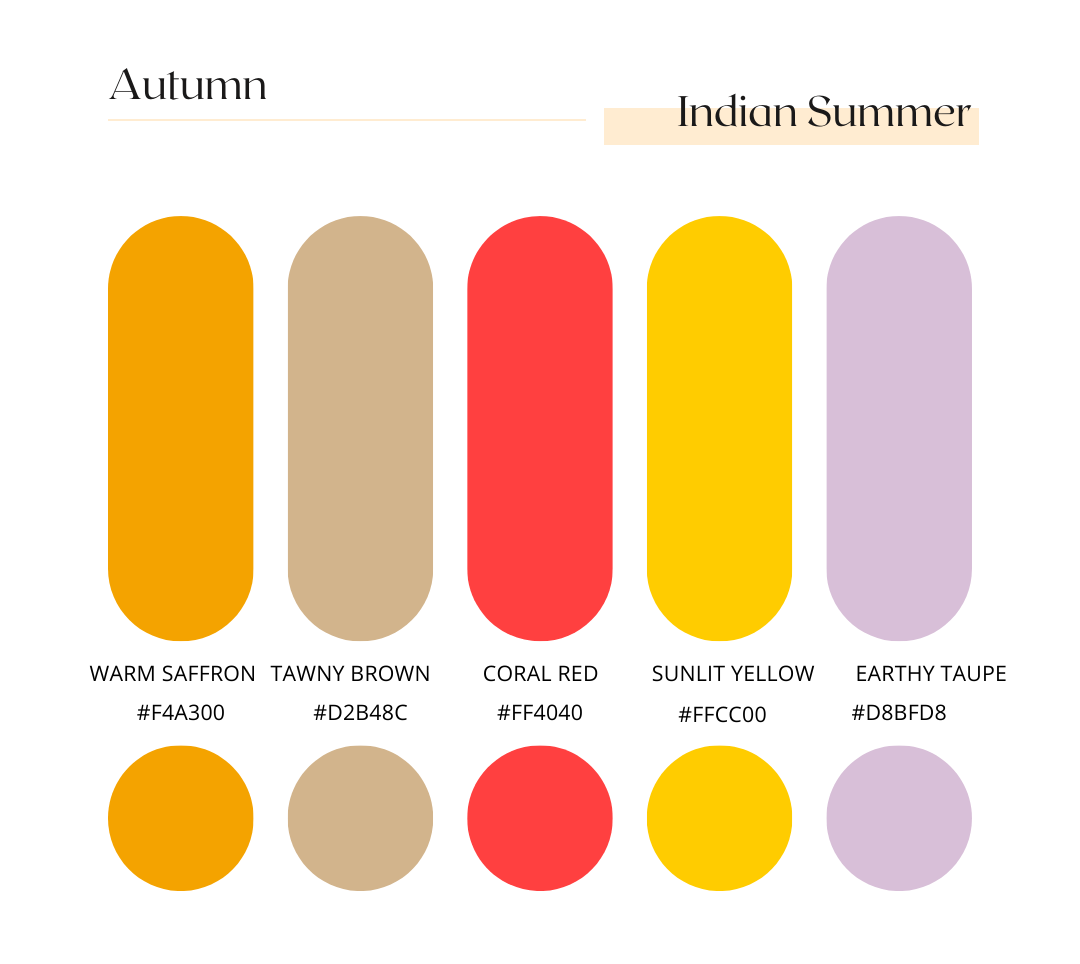 Autumn
Indian Summer
WARM SAFFRON
#F4A300
TAWNY BROWN
#D2B48C
CORAL RED
#FF4040
SUNLIT YELLOW
#FFCC00
EARTHY TAUPE
#D8BFD8